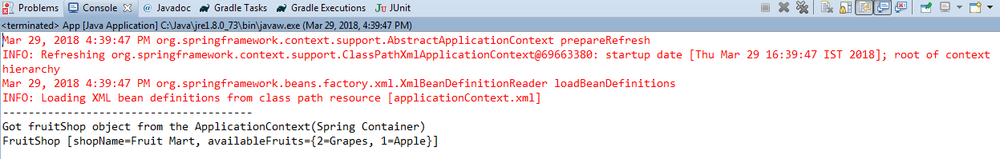 Problems Console Javadoc Gradle Tasks Gradle Executions JUnit
<terminated> App [Java Application] C:\Java\jre1.8.0_73\bin\javaw.exe (Mar 29, 2018, 4:39:47 PM)
Mar 29, 2018 4:39:47 PM org.springframework.context.support.AbstractApplicationContext prepareRefresh
INFO: Refreshing org.springframework.context.support.ClassPathXmlApplicationContext@69663380: startup date [Thu Mar 29 16:39:47 IST 2018]; root of context
hierarchy
Mar 29, 2018 4:39:47 PM org.springframework.beans.factory.xml.XmlBeanDefinitionReader loadBeanDefinitions
INFO: Loading XML bean definitions from class path resource [applicationContext.xml]
---------------------------------------
Got fruitShop object from the ApplicationContext(Spring Container)
FruitShop [shopName=Fruit Mart, availableFruits={2=Grapes, 1=Apple}]